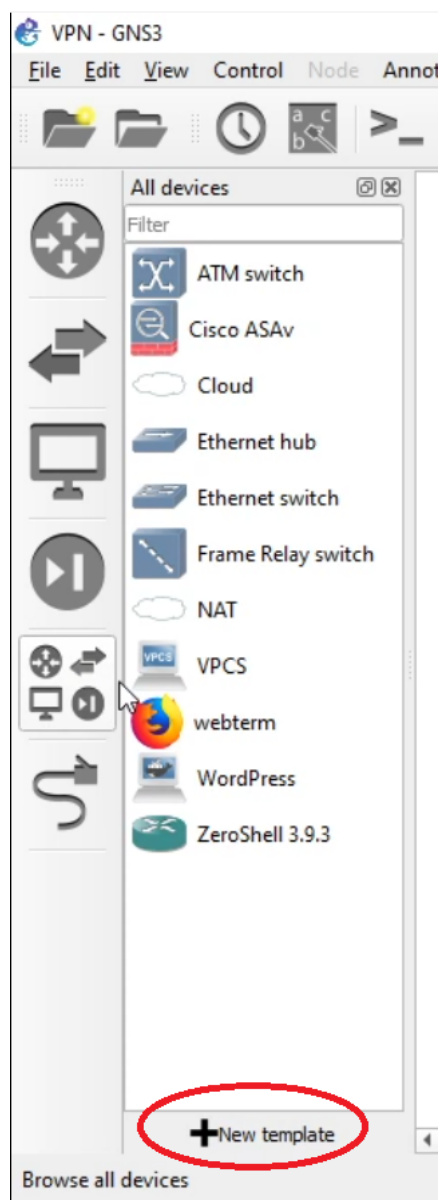 VPN - GNS3
File Edit View Control Node Annot
a c
b
>_
All devices
Filter
ATM switch
Cisco ASAv
Cloud
Ethernet hub
Ethernet switch
Frame Relay switch
NAT
VPCS
VPCS
webterm
WordPress
ZeroShell 3.9.3
New template
Browse all devices